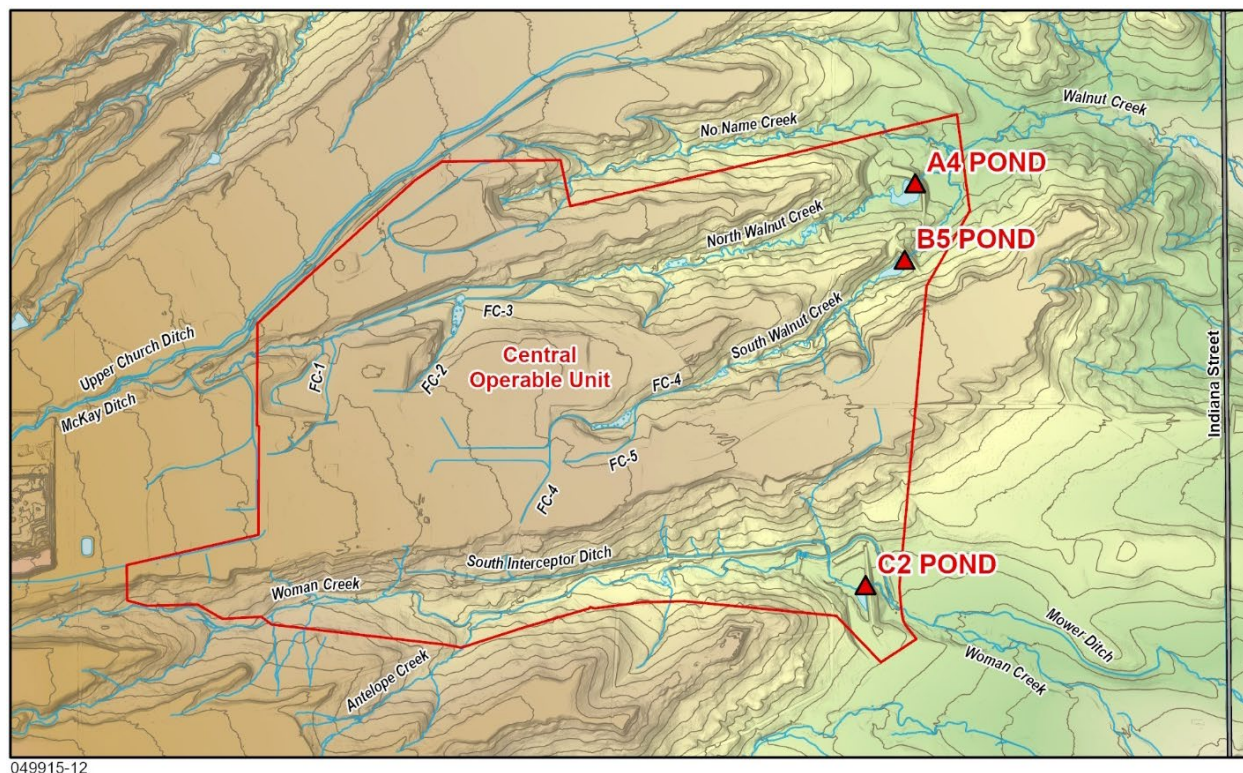 Walnut Creek
No Name Creek
A4 POND
North Walnut Creek
B5 POND
FC-3
South Walnut Creek
Upper Church Ditch
Central
Operable Unit
FC-1
FC-2
FC-4
McKay Ditch
Indiana Street
FC-5
FC-4
South Interceptor Ditch
C2 POND
Woman Creek
Mower Ditch
Woman Creek
Antelope Creek
049915-12